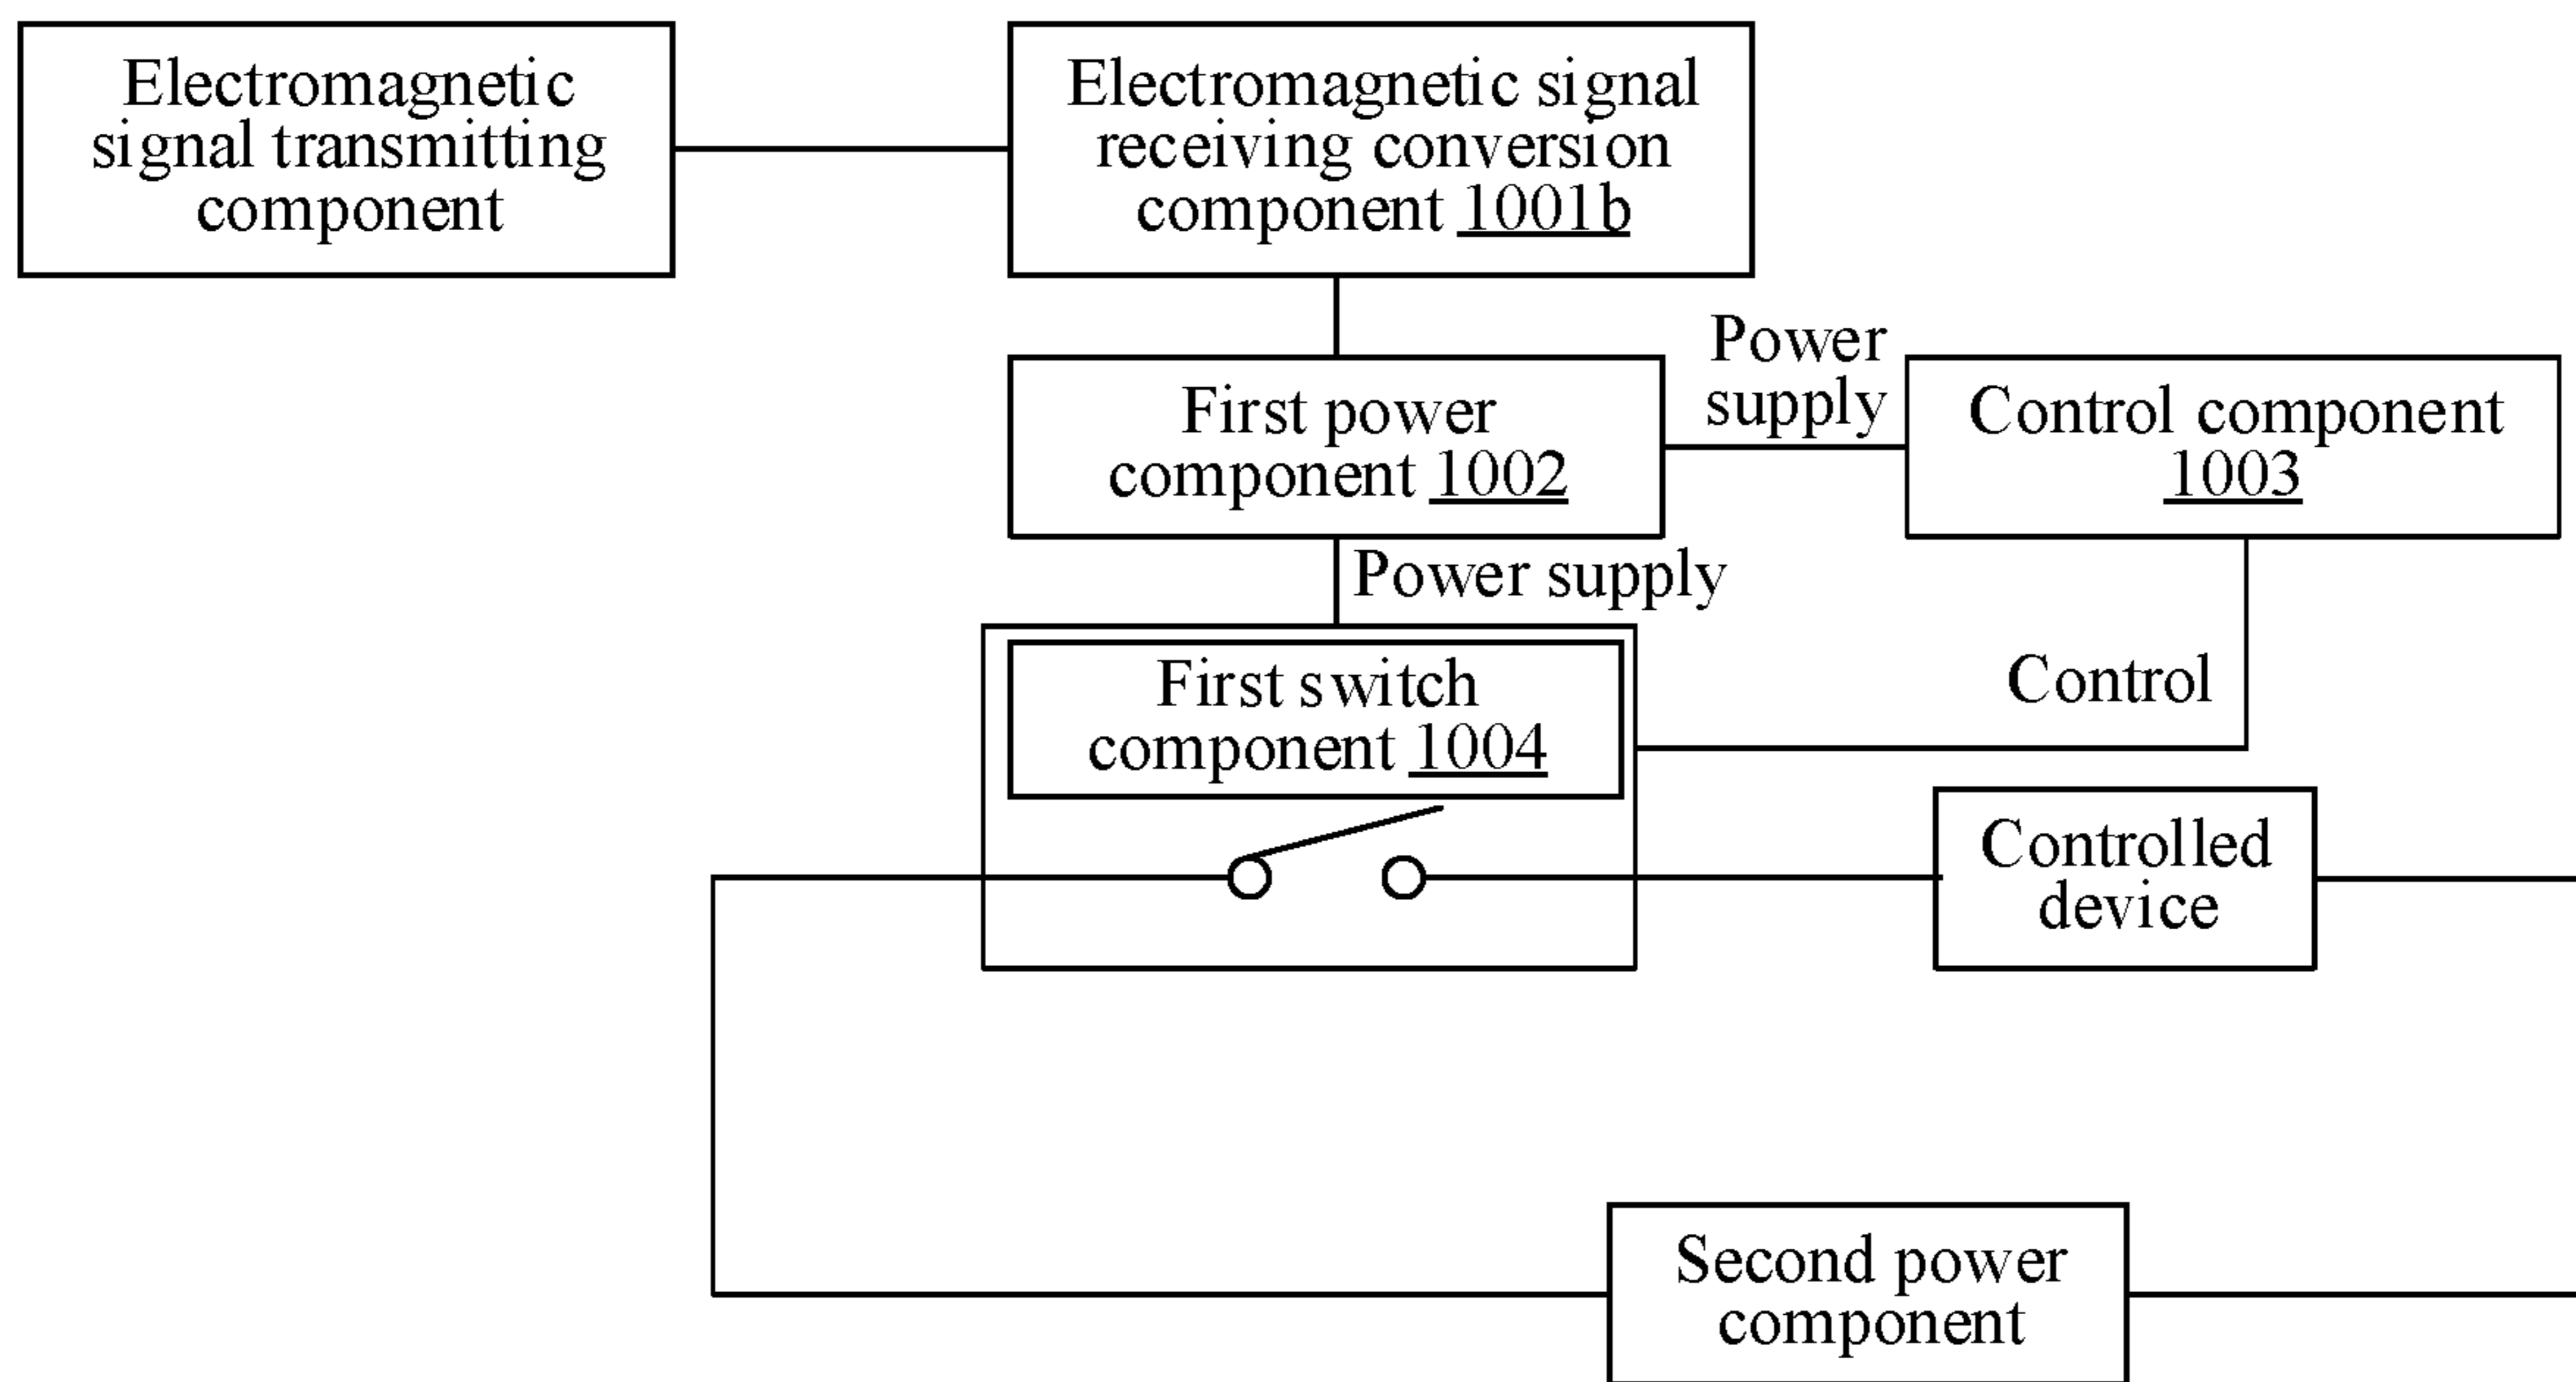 Electromagnetic
signal transmitting
component
Electromagnetic signal
receiving conversion
component 1001b
First power
component 1002
Power
supply
Control component
1003
Power supply
First switch
component 1004
Control
Controlled
device
Second power
component